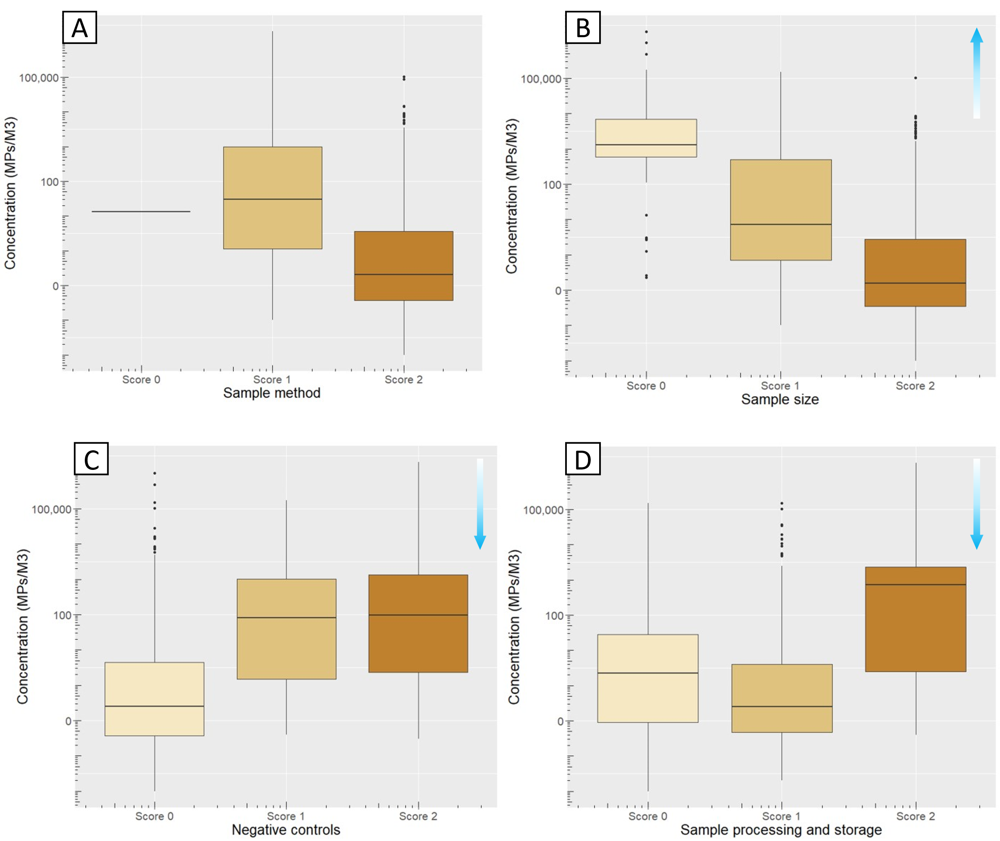 A
Concentration (MPs/M3)
100,000
100
0
Score 0 Score 1 Score 2
Sample method
B
Concentration (MPs/M3)
100,000
100
0
Score 0 Score 1 Score 2
Sample size
C
Concentration (MPs/M3)
100,000
100
0
Score 0 Score 1 Score 2
Negative controls
D
Concentration (MPs/M3)
100,000
100
0
Score 0 Score 1 Score 2
Sample processing and storage